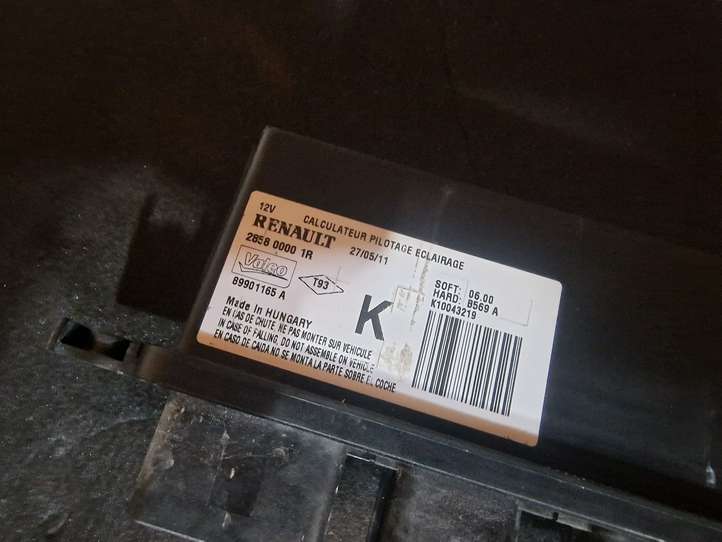 12V CALCULATEUR PILOTAGE ECLAIRAGE
RENAULT 27/05/11
2858 0000 1R
Valeo T93
89901165 A
SOFT: 06.00
HARD: B569 A
K10043219
K
Made in HUNGARY
EN CAS DE CHUTE NE PAS MONTER SUR VEHICULE
IN CASE OF FALLING, DO NOT ASSEMBLE ON VEHICLE
EN CASO DE CAIDA NO SE MONTA LA PARTE SOBRE EL COCHE